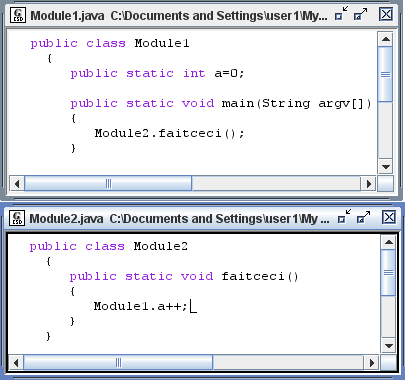 Module1.java C:\Documents and Settings\user1\My ...
public class Module1
{
public static int a=0;
public static void main(String argv[])
{
Module2.faitceci();
}
Module2.java C:\Documents and Settings\user1\My ...
public class Module2
{
public static void faitceci()
{
Module1.a++;
}
}